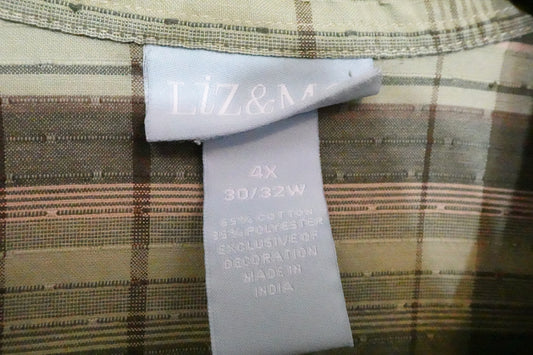 LiZ&M
4X
30/32W
65% COTTON
35% POLYESTER
EXCLUSIVE OF
DECORATION
MADE IN
INDIA